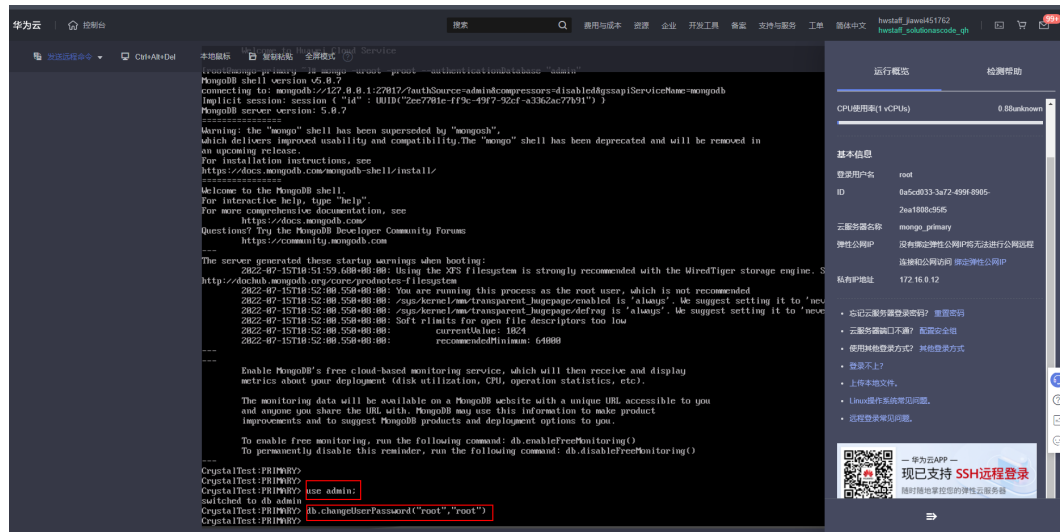 华为云 控制台 搜索 费用与成本 资源 企业 开发工具 备案 支持与服务 工单 简体中文 hwstaff_jiawei451762 99+
hwstaff_solutionascode_qh
发送远程命令 Ctrl+Alt+Del 本地鼠标 复制粘贴 全屏模式
Welcome to Huawei Cloud Service
[root@mongo-primary ~]# mongo -uroot -proot --authenticationDatabase "admin"
MongoDB shell version v5.0.7
connecting to: mongodb://127.0.0.1:27017/?authSource=admin&compressors=disabled&gssapiServiceName=mongodb
Implicit session: session { "id" : UUID("2ee7701e-ff9c-49f7-92cf-a3362ac77b91") }
MongoDB server version: 5.0.7
================
Warning: the "mongo" shell has been superseded by "mongosh",
which delivers improved usability and compatibility.The "mongo" shell has been deprecated and will be removed in
an upcoming release.
For installation instructions, see
https://docs.mongodb.com/mongodb-shell/install/
================
Welcome to the MongoDB shell.
For interactive help, type "help".
For more comprehensive documentation, see
https://docs.mongodb.com/
Questions? Try the MongoDB Developer Community Forums
https://community.mongodb.com
---
The server generated these startup warnings when booting:
2022-07-15T10:51:59.680+08:00: Using the XFS filesystem is strongly recommended with the WiredTiger storage engine. S
http://dochub.mongodb.org/core/prodnotes-filesystem
2022-07-15T10:52:00.550+08:00: You are running this process as the root user, which is not recommended
2022-07-15T10:52:00.550+08:00: /sys/kernel/mm/transparent_hugepage/enabled is 'always'. We suggest setting it to 'nev
2022-07-15T10:52:00.550+08:00: /sys/kernel/mm/transparent_hugepage/defrag is 'always'. We suggest setting it to 'neve
2022-07-15T10:52:00.550+08:00: Soft rlimits for open file descriptors too low
2022-07-15T10:52:00.550+08:00: currentValue: 1024
2022-07-15T10:52:00.550+08:00: recommendedMinimum: 64000
---
---
Enable MongoDB's free cloud-based monitoring service, which will then receive and display
metrics about your deployment (disk utilization, CPU, operation statistics, etc).
The monitoring data will be available on a MongoDB website with a unique URL accessible to you
and anyone you share the URL with. MongoDB may use this information to make product
improvements and to suggest MongoDB products and deployment options to you.
To enable free monitoring, run the following command: db.enableFreeMonitoring()
To permanently disable this reminder, run the following command: db.disableFreeMonitoring()
---
CrystalTest:PRIMARY>
CrystalTest:PRIMARY>
CrystalTest:PRIMARY> use admin;
switched to db admin
CrystalTest:PRIMARY> db.changeUserPassword("root","root")
CrystalTest:PRIMARY>
运行概览 检测帮助
CPU使用率(1 vCPUs) 0.88unknown
基本信息
登录用户名 root
ID 0a5cd033-3a72-499f-8905-
2ea1808c95f5
云服务器名称 mongo_primary
弹性公网IP 没有绑定弹性公网IP将无法进行公网远程
连接和公网访问 绑定弹性公网IP
私有IP地址 172.16.0.12
• 忘记云服务器登录密码? 重置密码
• 云服务器端口不通? 配置安全组
• 使用其他登录方式? 其他登录方式
• 登录不上?
• 上传本地文件。
• Linux操作系统常见问题。
• 远程登录常见问题。
— 华为云APP —
现已支持 SSH远程登录
随时随地掌控您的弹性云服务器